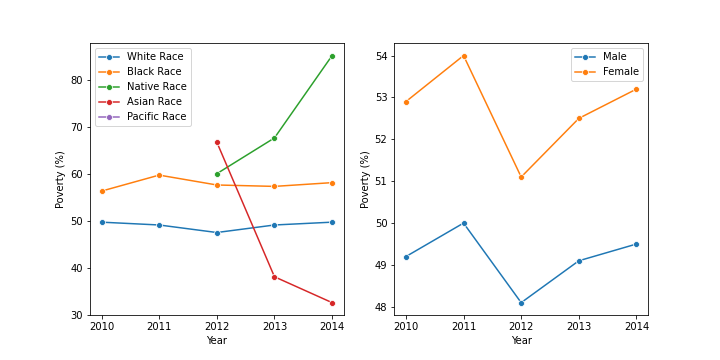 White Race
Black Race
Native Race
Asian Race
Pacific Race
80
70
60
50
40
30
Poverty (%)
2010 2011 2012 2013 2014
Year
Male
Female
54
53
52
51
50
49
48
Poverty (%)
2010 2011 2012 2013 2014
Year